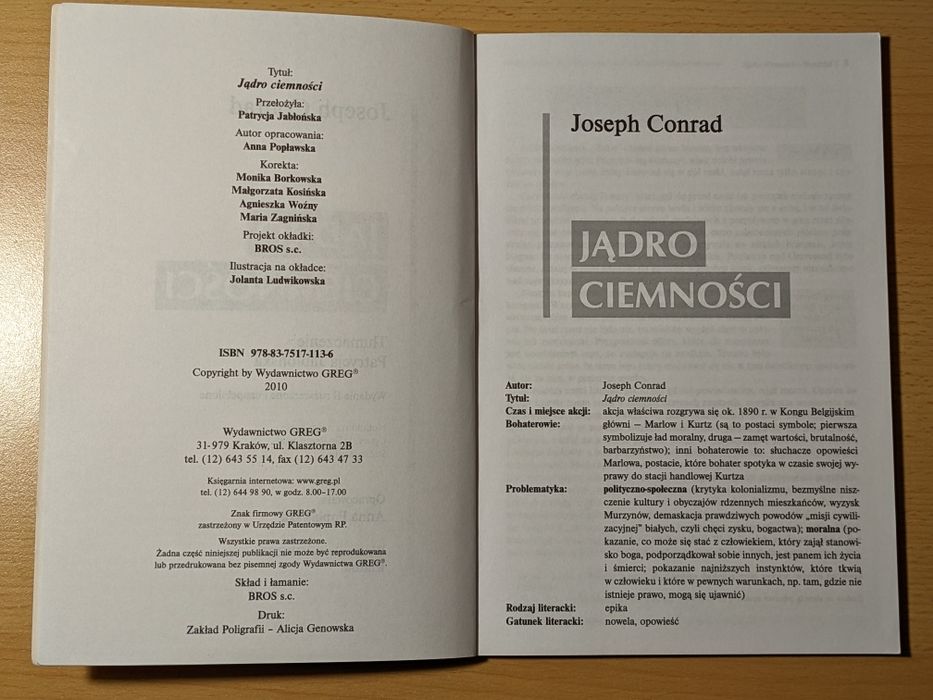 Tytuł:
Jądro ciemności
Przełożyła:
Patrycja Jabłońska
Autor opracowania:
Anna Popławska
Korekta:
Monika Borkowska
Małgorzata Kosińska
Agnieszka Woźny
Maria Zagnińska
Projekt okładki:
BROS s.c.
Ilustracja na okładce:
Jolanta Ludwikowska
ISBN 978-83-7517-113-6
Copyright by Wydawnictwo GREG®
2010
Wydawnictwo GREG®
31-979 Kraków, ul. Klasztorna 2B
tel. (12) 643 55 14, fax (12) 643 47 33
Księgarnia internetowa: www.greg.pl
tel. (12) 644 98 90, w godz. 8.00–17.00
Znak firmowy GREG®
zastrzeżony w Urzędzie Patentowym RP.
Wszystkie prawa zastrzeżone.
Żadna część niniejszej publikacji nie może być reprodukowana
lub przedrukowana bez pisemnej zgody Wydawnictwa GREG®.
Skład i łamanie:
BROS s.c.
Druk:
Zakład Poligrafii – Alicja Genowska
Joseph Conrad
JĄDRO
CIEMNOŚCI
Autor: Joseph Conrad
Tytuł: Jądro ciemności
Czas i miejsce akcji: akcja właściwa rozgrywa się ok. 1890 r. w Kongu Belgijskim
Bohaterowie: główni – Marlow i Kurtz (są to postaci symbole; pierwsza
symbolizuje ład moralny, druga – zamęt wartości, brutalność,
barbarzyństwo); inni bohaterowie to: słuchacze opowieści
Marlowa, postacie, które bohater spotyka w czasie swojej wy-
prawy do stacji handlowej Kurtza
Problematyka: polityczno-społeczna (krytyka kolonializmu, bezmyślne nisz-
czenie kultury i obyczajów rdzennych mieszkańców, wyzysk
Murzynów, demaskacja prawdziwych powodów „misji cywili-
zacyjnej” białych, czyli chęci zysku, bogactwa); moralna (po-
kazanie, co może się stać z człowiekiem, który zajął stanowi-
sko boga, podporządkował sobie innych, jest panem ich życia
i śmierci; pokazanie najniższych instynktów, które tkwią
w człowieku i które w pewnych warunkach, np. tam, gdzie nie
istnieje prawo, mogą się ujawnić)
Rodzaj literacki: epika
Gatunek literacki: nowela, opowieść